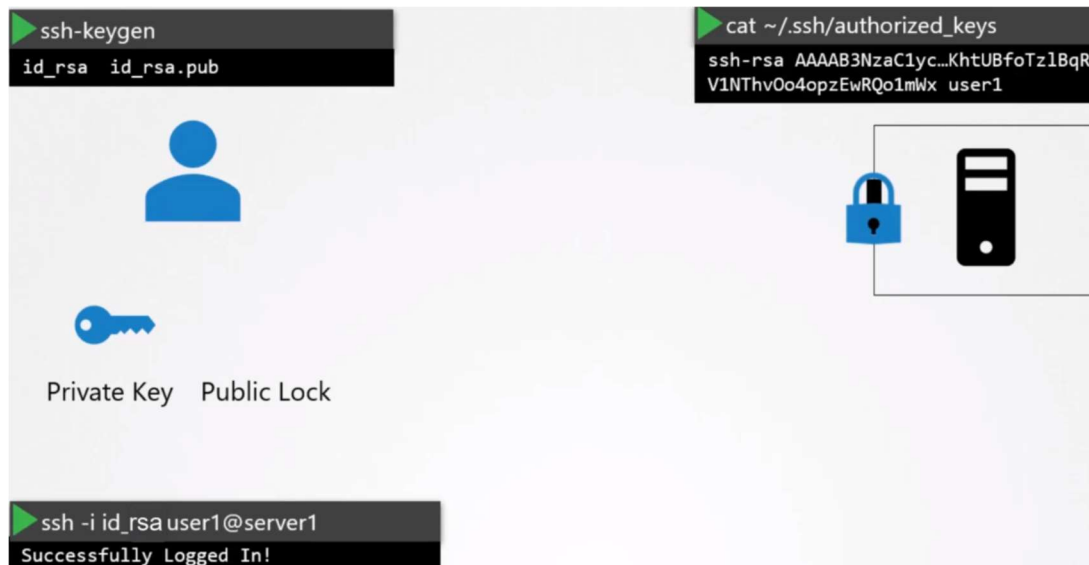 ssh-keygen
id_rsa id_rsa.pub
cat ~/.ssh/authorized_keys
ssh-rsa AAAAB3NzaC1yc…KhtUBfoTzlBqR
V1NThvOo4opzEwRQo1mWx user1
Private Key Public Lock
ssh -i id_rsa user1@server1
Successfully Logged In!